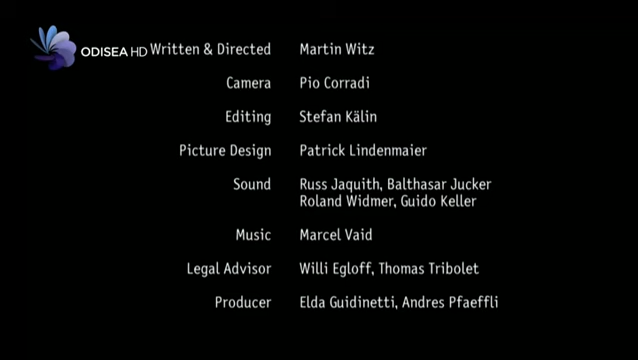 ODISEA HD
Written & Directed Martin Witz
Camera Pio Corradi
Editing Stefan Kälin
Picture Design Patrick Lindenmaier
Sound Russ Jaquith, Balthasar Jucker
Roland Widmer, Guido Keller
Music Marcel Vaid
Legal Advisor Willi Egloff, Thomas Tribolet
Producer Elda Guidinetti, Andres Pfaeffli